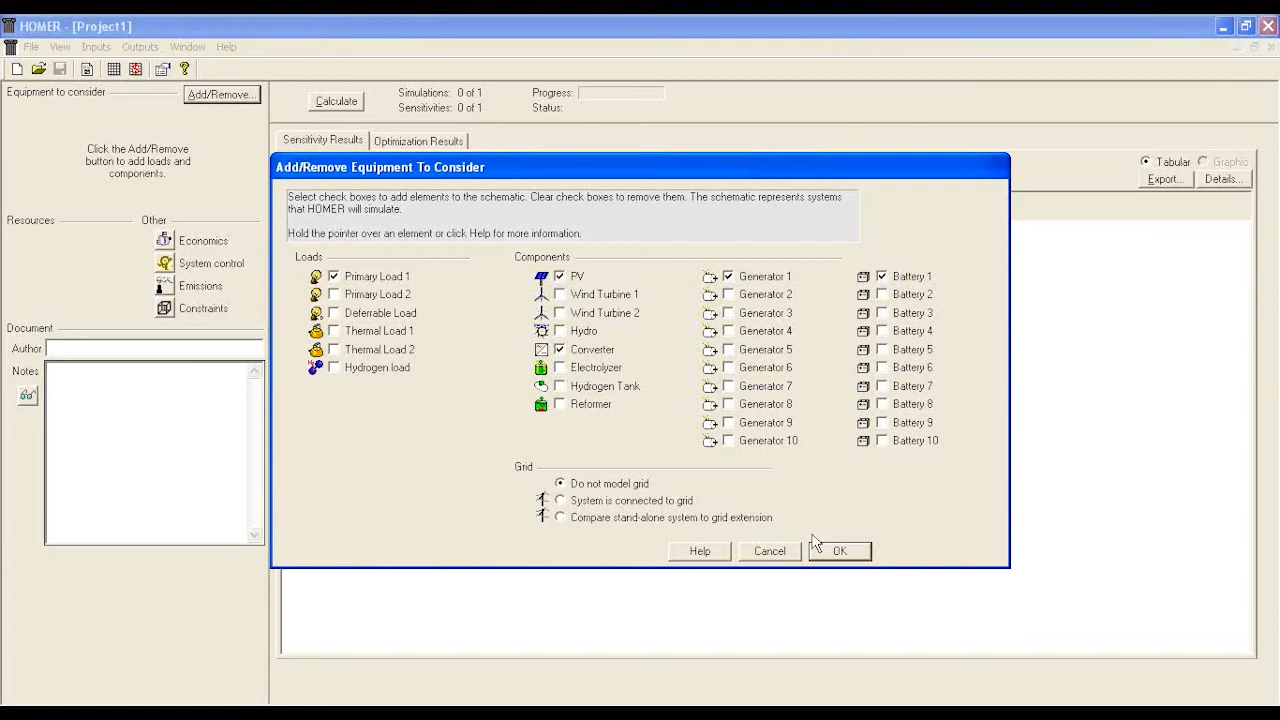 HOMER - [Project1]
File View Inputs Outputs Window Help
Equipment to consider Add/Remove...
Click the Add/Remove
button to add loads and
components.
Resources Other
Economics
System control
Emissions
Constraints
Document
Author
Notes
Calculate
Simulations: 0 of 1 Progress:
Sensitivities: 0 of 1 Status:
Sensitivity Results Optimization Results
Tabular Graphic
Export... Details...
Add/Remove Equipment To Consider
Select check boxes to add elements to the schematic. Clear check boxes to remove them. The schematic represents systems
that HOMER will simulate.
Hold the pointer over an element or click Help for more information.
Loads
Primary Load 1
Primary Load 2
Deferrable Load
Thermal Load 1
Thermal Load 2
Hydrogen load
Components
PV
Wind Turbine 1
Wind Turbine 2
Hydro
Converter
Electrolyzer
Hydrogen Tank
Reformer
Generator 1
Generator 2
Generator 3
Generator 4
Generator 5
Generator 6
Generator 7
Generator 8
Generator 9
Generator 10
Battery 1
Battery 2
Battery 3
Battery 4
Battery 5
Battery 6
Battery 7
Battery 8
Battery 9
Battery 10
Grid
Do not model grid
System is connected to grid
Compare stand-alone system to grid extension
Help Cancel OK